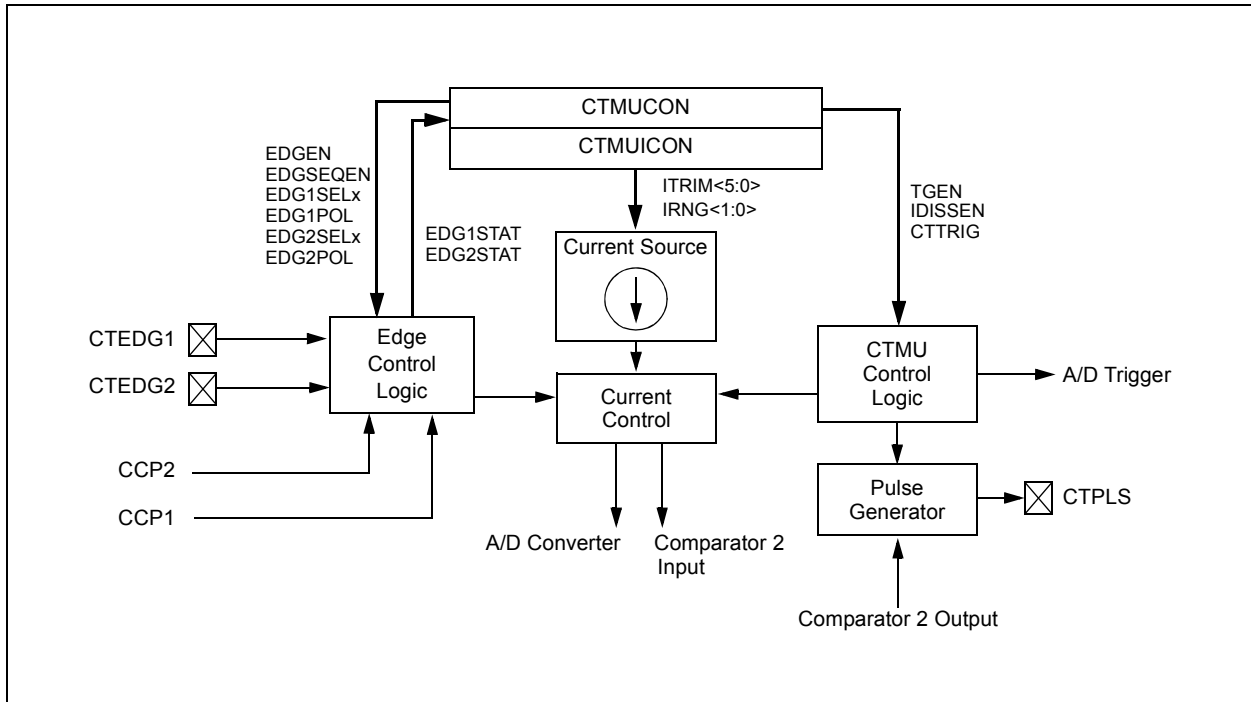 CTMUCON
CTMUICON
EDGEN
EDGSEQEN
EDG1SELx
EDG1POL
EDG2SELx
EDG2POL
EDG1STAT
EDG2STAT
ITRIM<5:0>
IRNG<1:0>
TGEN
IDISSEN
CTTRIG
Current Source
CTEDG1
CTEDG2
Edge
Control
Logic
Current
Control
CTMU
Control
Logic
A/D Trigger
CCP2
CCP1
Pulse
Generator
CTPLS
A/D Converter
Comparator 2
Input
Comparator 2 Output